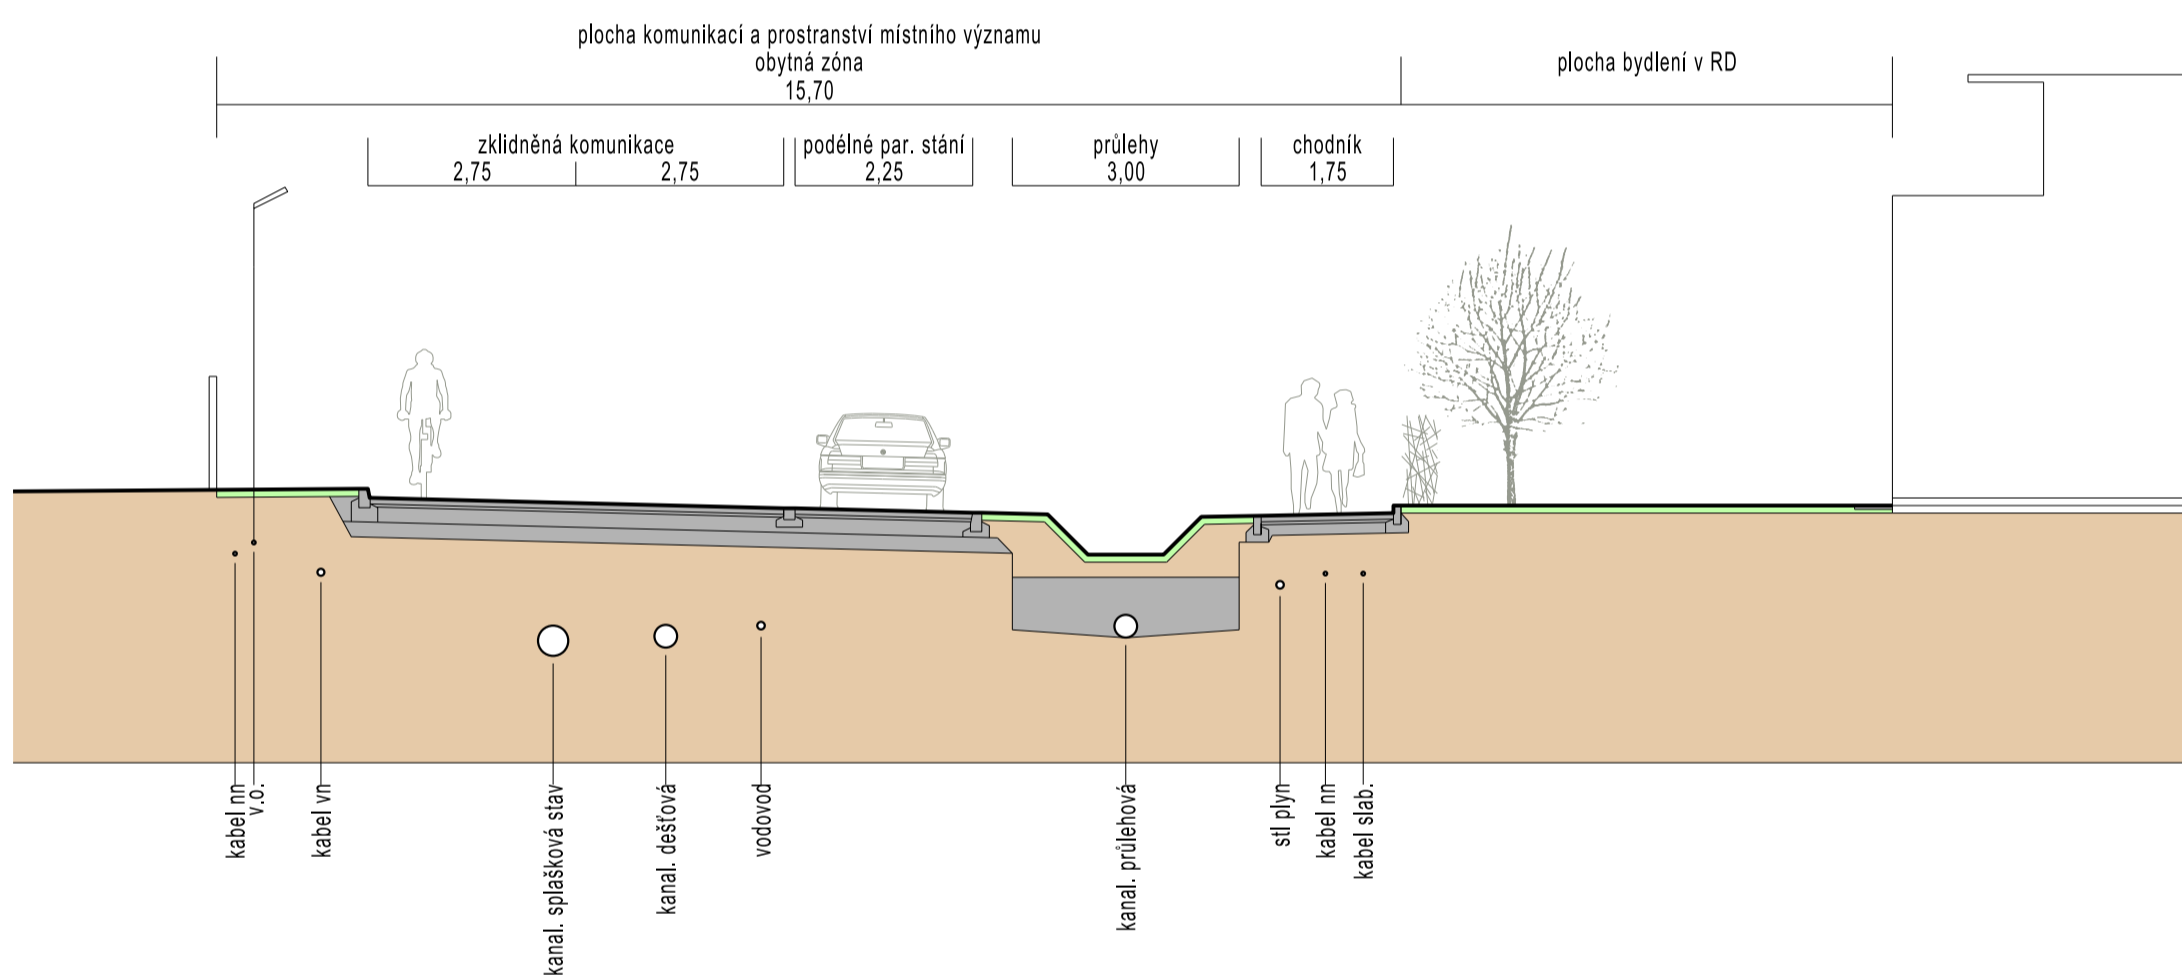 plocha komunikací a prostranství místního významu
obytná zóna
15,70
plocha bydlení v RD
zklidněná komunikace
2,75
2,75
podélné par. stání
2,25
průlehy
3,00
chodník
1,75
kabel nn
v.o.
kabel vn
kanal. splašková stav
kanal. dešťová
vodovod
kanal. průlehová
stl plyn
kabel nn
kabel slab.